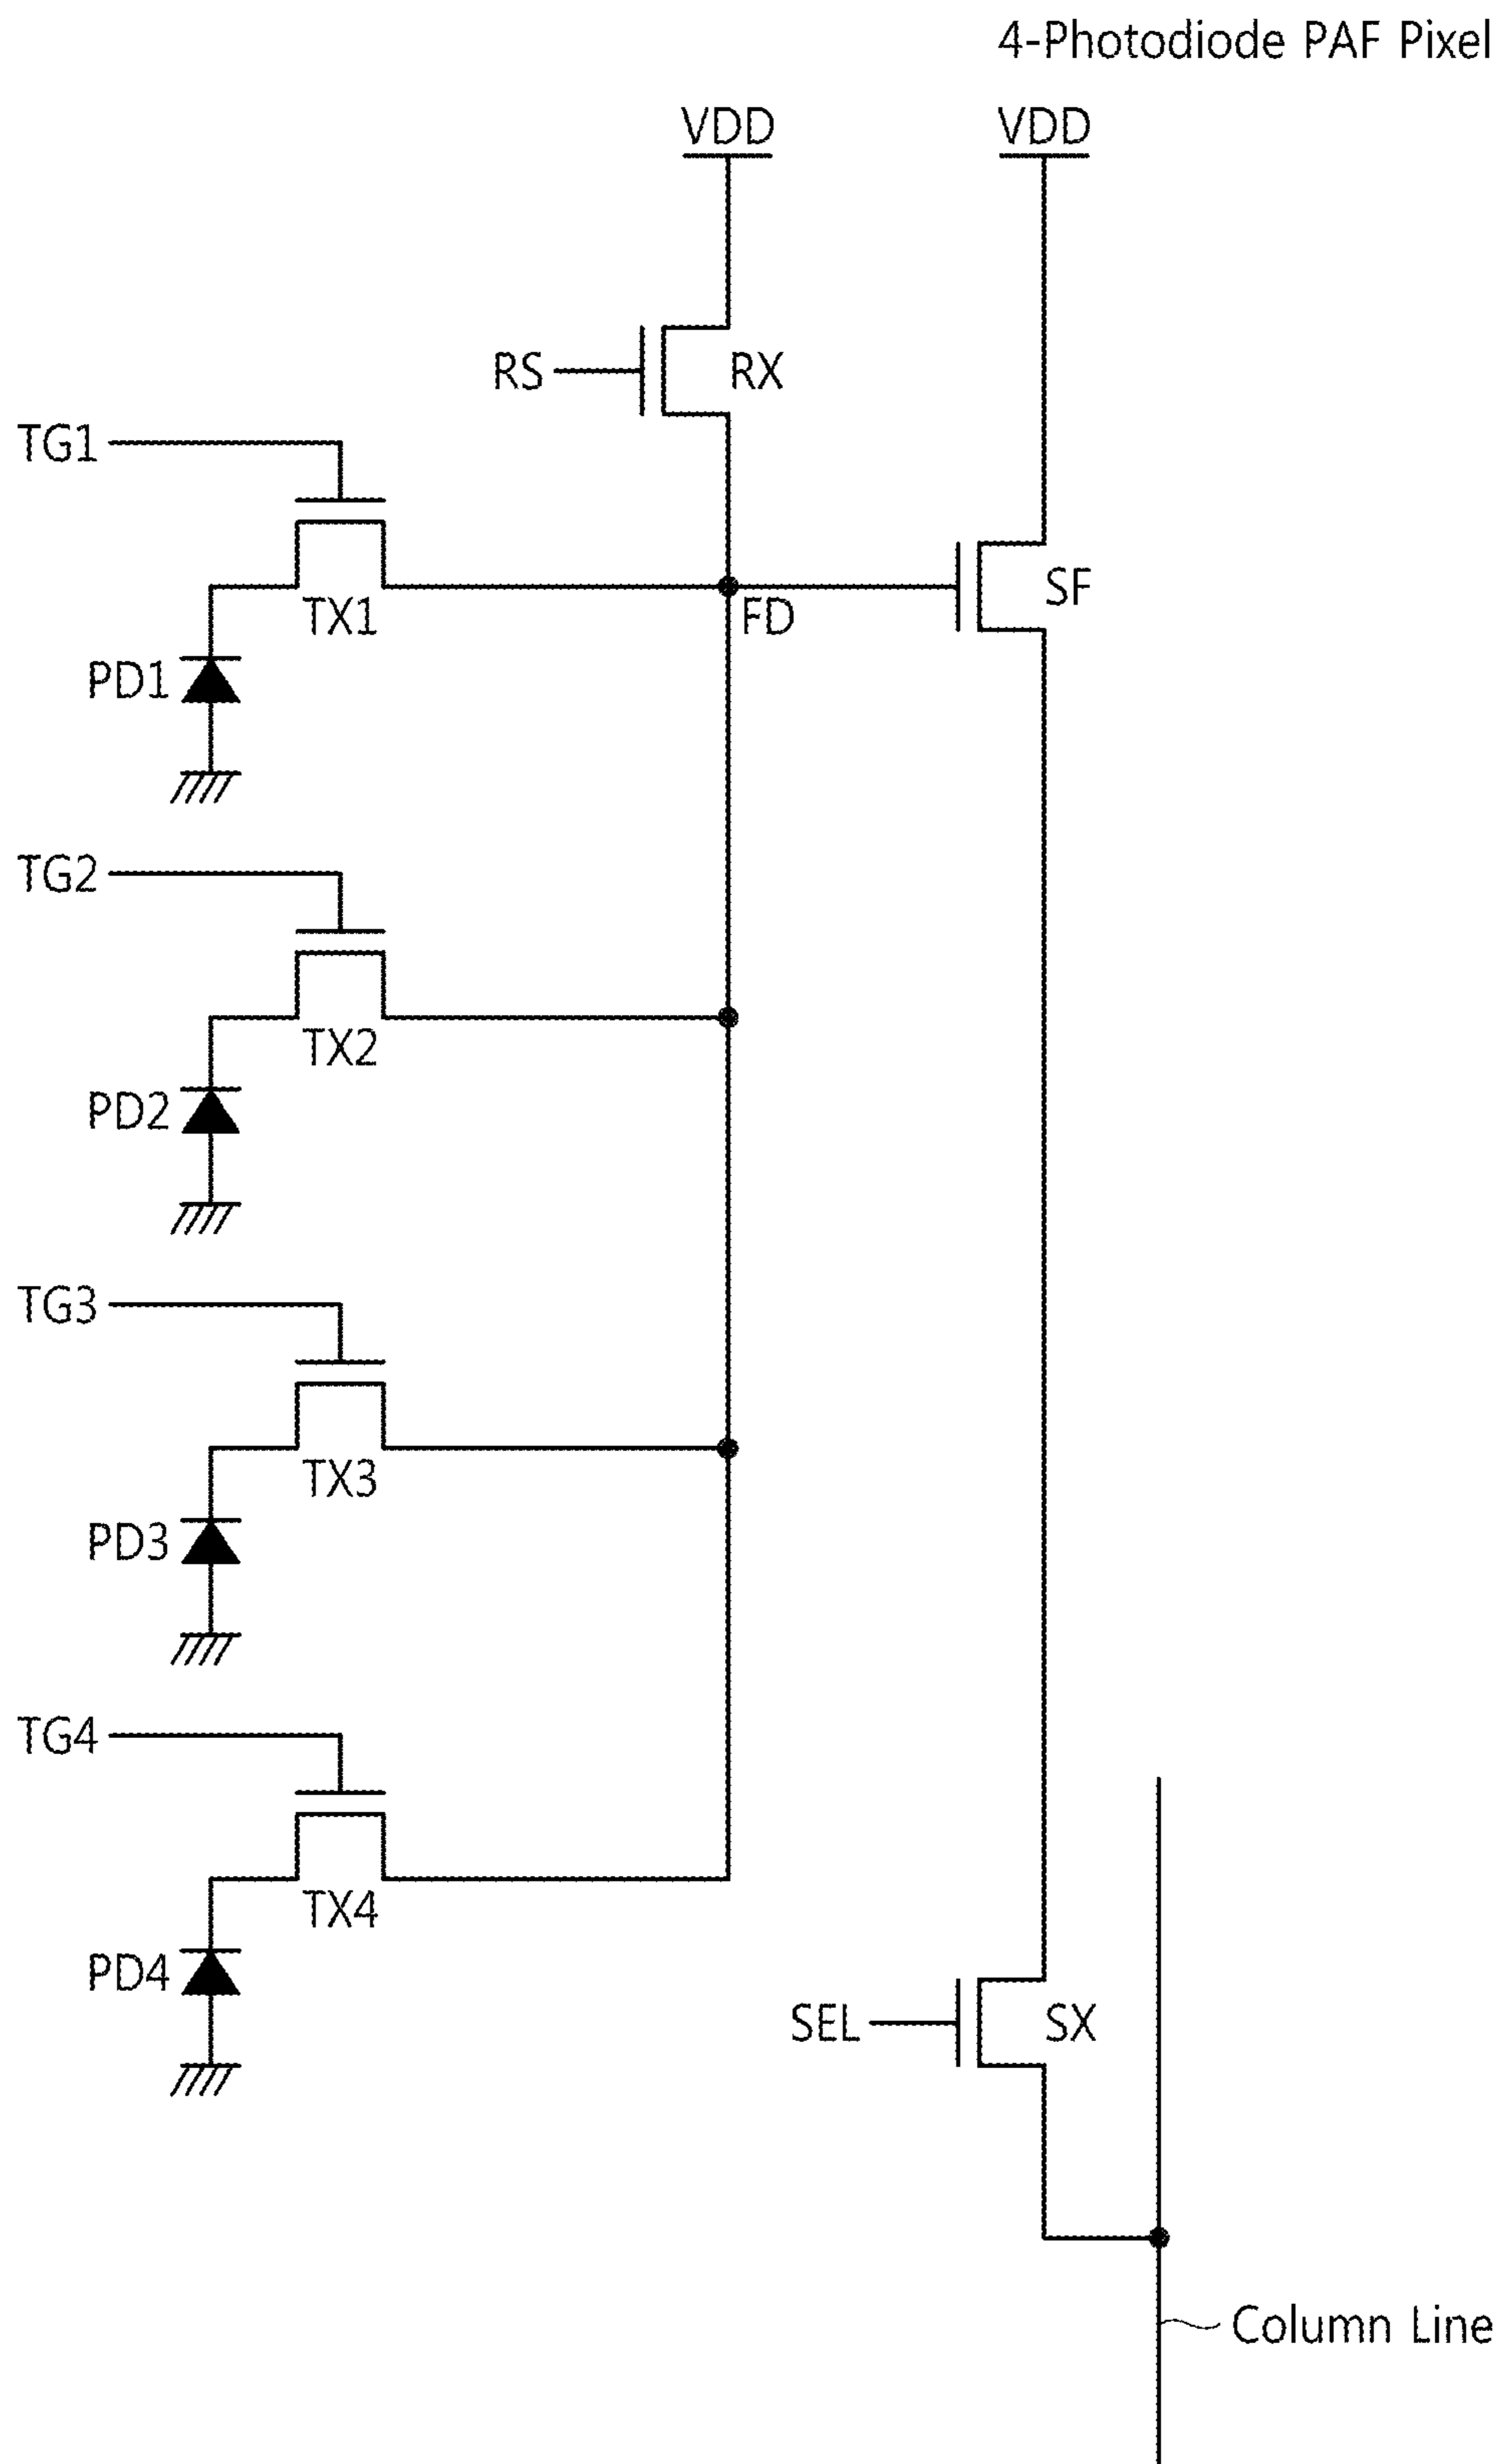 4-Photodiode PAF Pixel
VDD
VDD
RS
RX
TG1
TX1
FD
SF
PD1
TG2
TX2
PD2
TG3
TX3
PD3
TG4
TX4
PD4
SEL
SX
Column Line